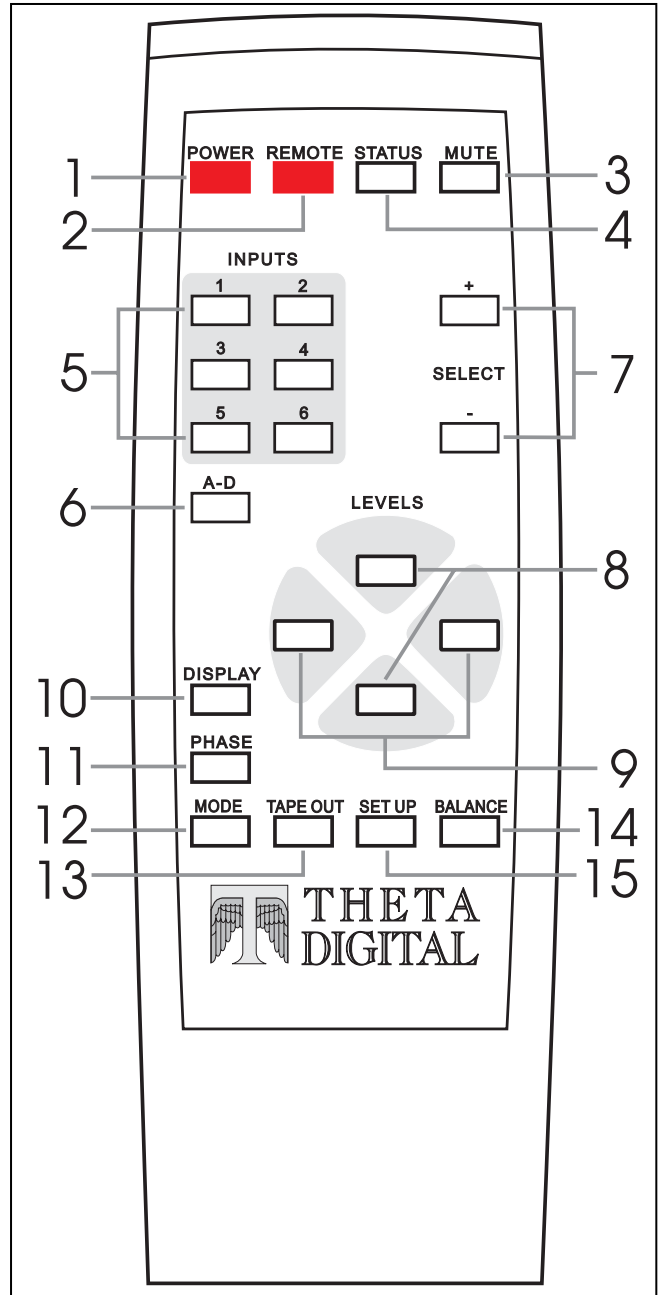 POWER REMOTE STATUS MUTE
1
3
2
4
INPUTS
1 2 +
3 4
5
SELECT
7
5 6 -
A-D
6
LEVELS
8
DISPLAY
10
PHASE
11
9
MODE TAPE OUT SET UP BALANCE
12
14
13
15
THETA
DIGITAL